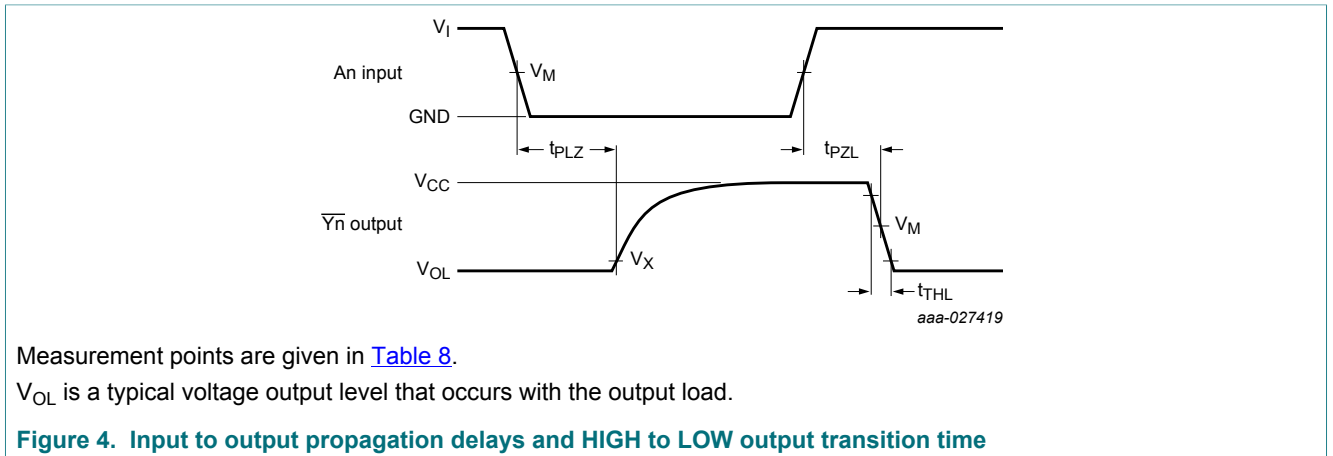 V_I
An input
V_M
GND
t_PLZ
t_PZL
V_CC
Yn output
V_M
V_OL
V_X
t_THL
aaa-027419
Measurement points are given in Table 8.
V_OL is a typical voltage output level that occurs with the output load.
Figure 4. Input to output propagation delays and HIGH to LOW output transition time